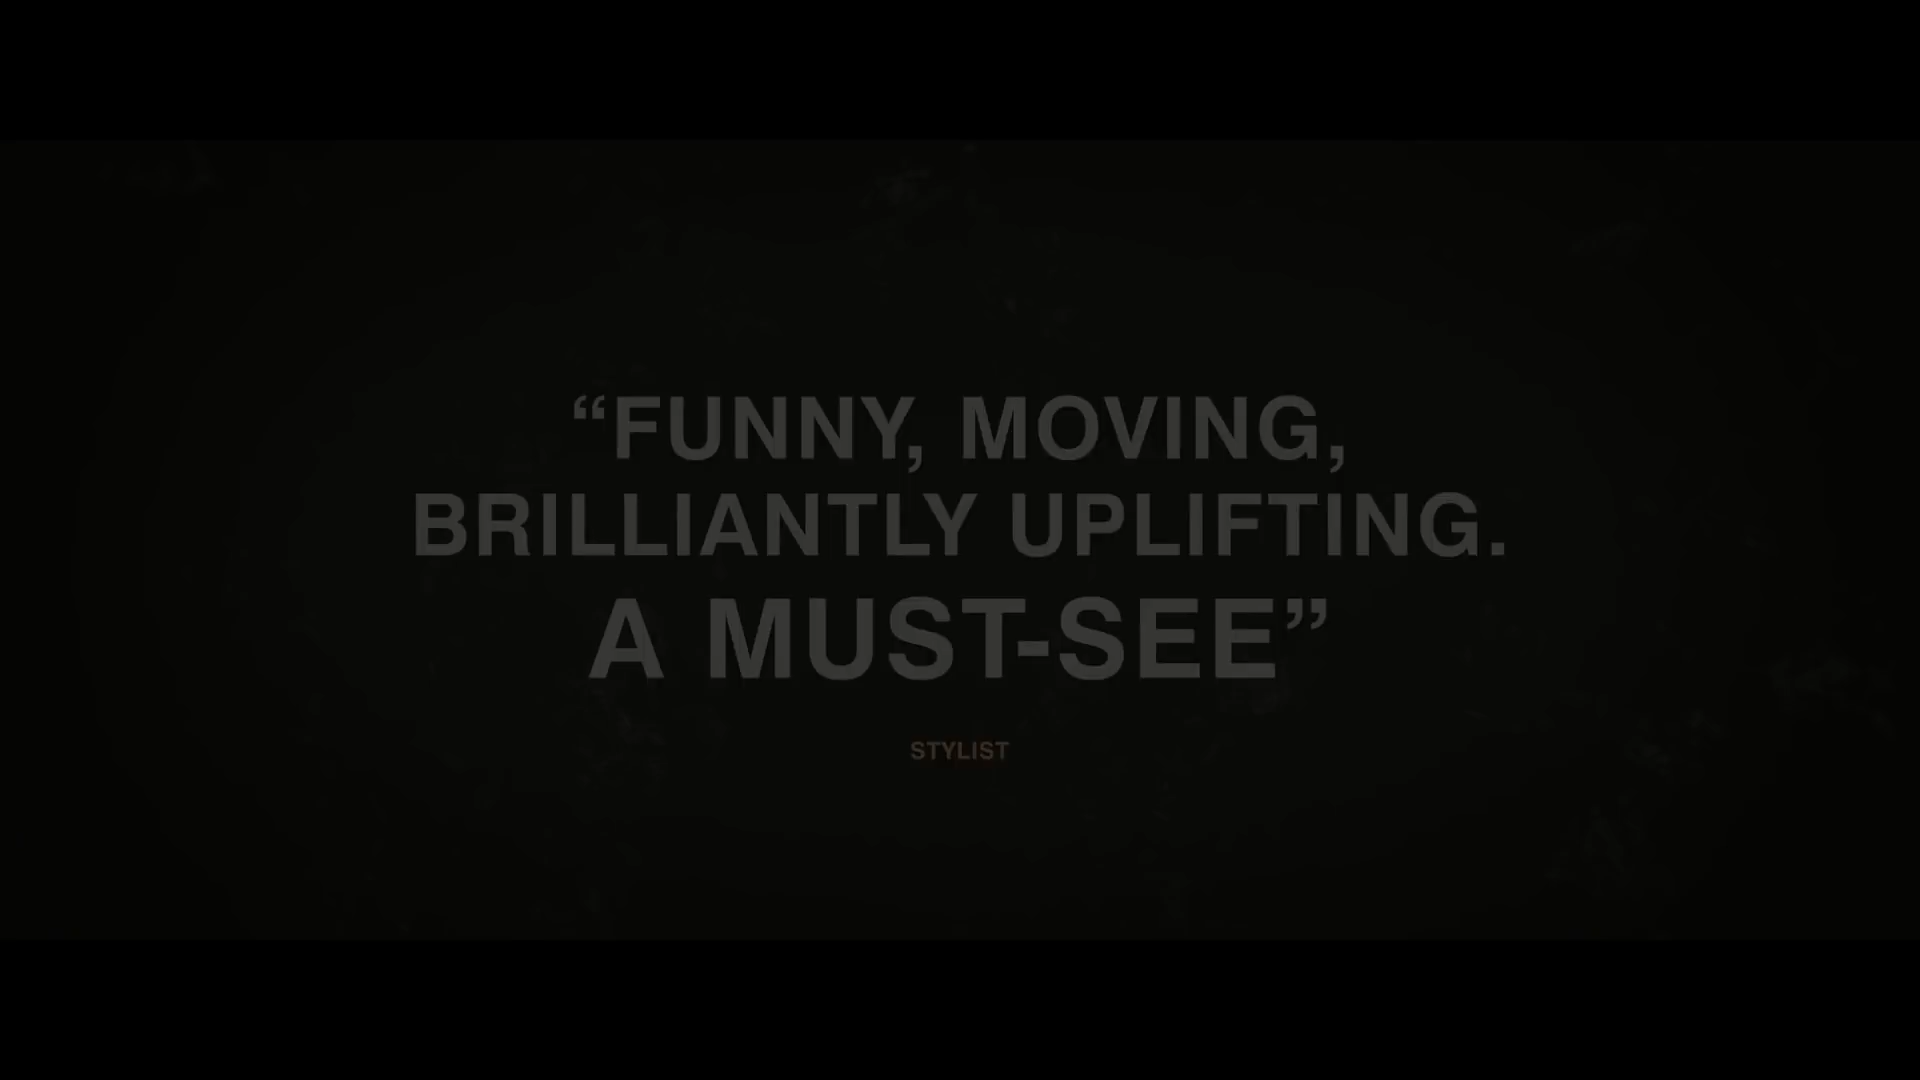 “FUNNY, MOVING,
BRILLIANTLY UPLIFTING.
A MUST-SEE”
STYLIST